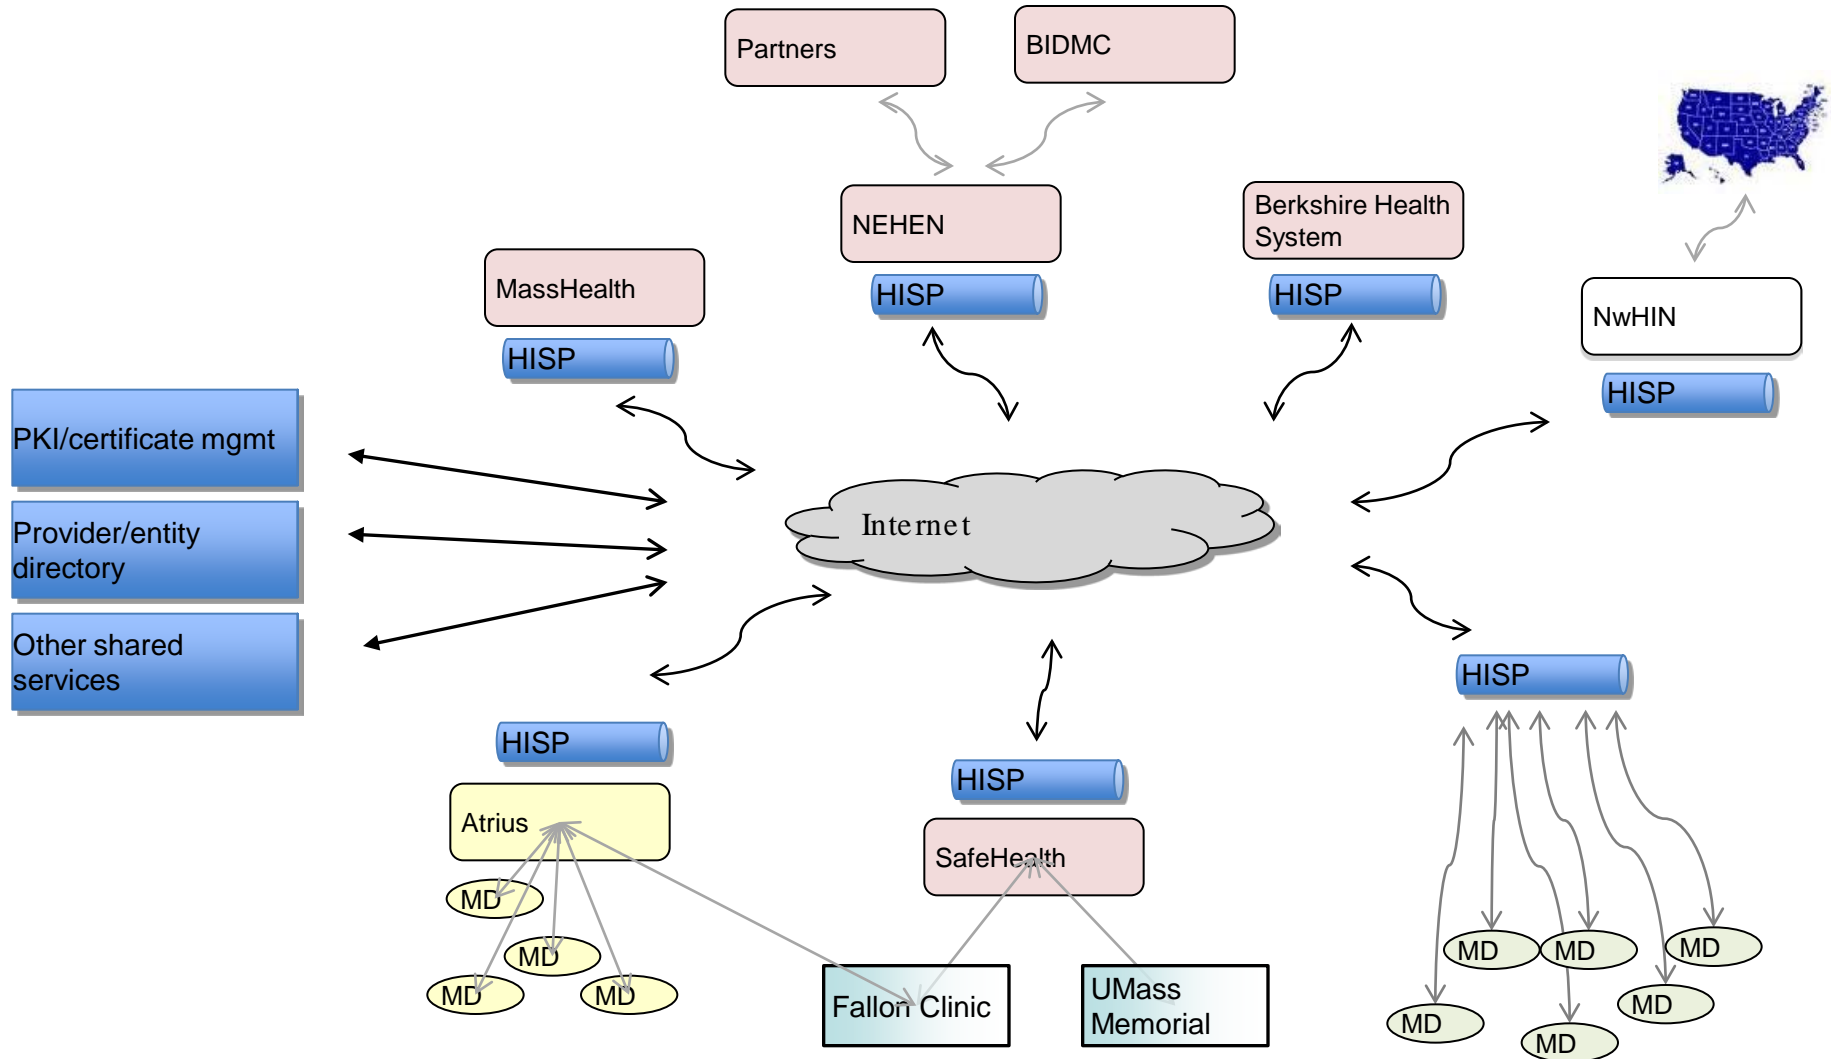 Partners
BIDMC
NEHEN
Berkshire Health
System
MassHealth
HISP
HISP
NwHIN
HISP
HISP
PKI/certificate mgmt
Internet
Provider/entity
directory
Other shared
services
HISP
HISP
HISP
Atrius
SafeHealth
MD
MD
MD
MD
MD
MD
MD
Fallon Clinic
UMass
Memorial
MD
MD
MD